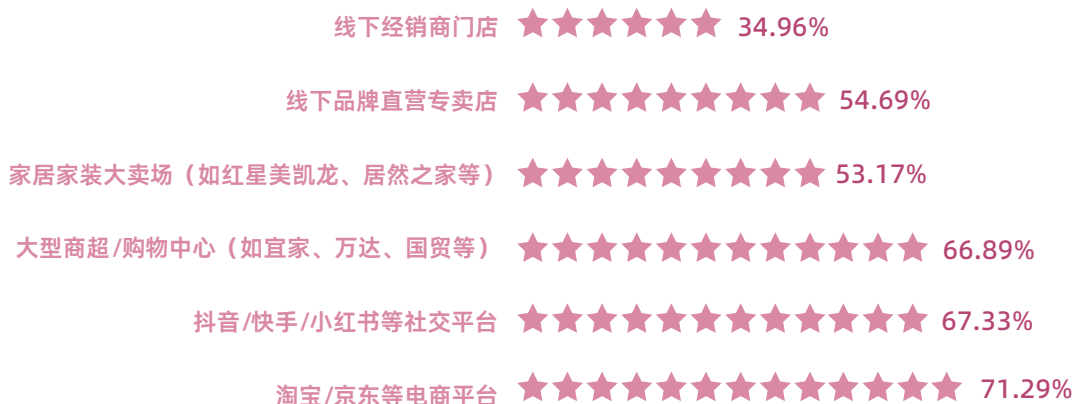 线下经销商门店 34.96%
线下品牌直营专卖店 54.69%
家居家装大卖场（如红星美凯龙、居然之家等） 53.17%
大型商超/购物中心（如宜家、万达、国贸等） 66.89%
抖音/快手/小红书等社交平台 67.33%
淘宝/京东等电商平台 71.29%